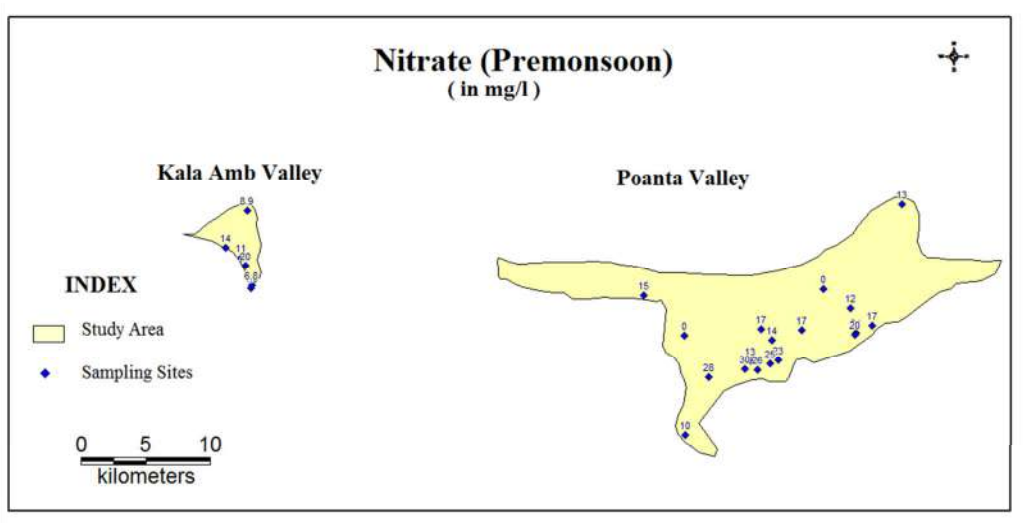 Nitrate (Premonsoon)
( in mg/l )
Kala Amb Valley
Poanta Valley
8.9
14
11
20
13
15
0
0
12
17
17
14
17
20
13
30
26
23
28
10
INDEX
Study Area
Sampling Sites
0 5 10
kilometers